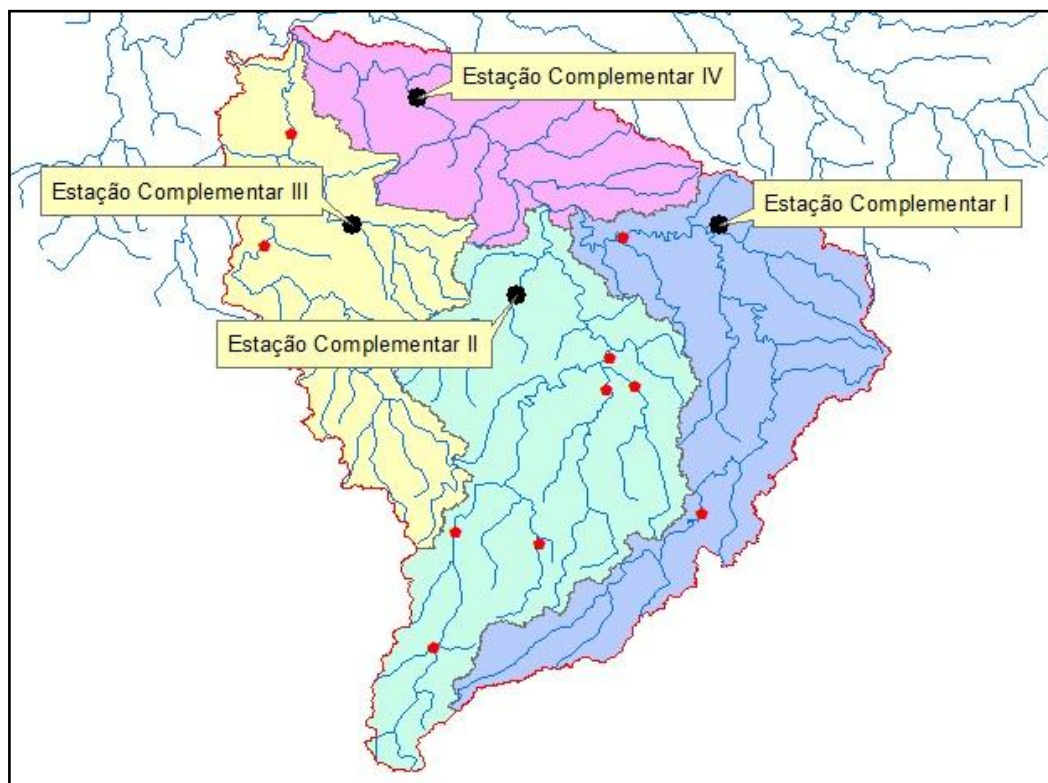 Estação Complementar IV
Estação Complementar III
Estação Complementar I
Estação Complementar II